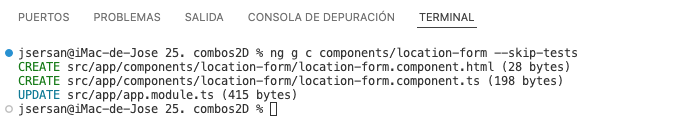 PUERTOS PROBLEMAS SALIDA CONSOLA DE DEPURACIÓN TERMINAL
jsersan@iMac-de-Jose 25. combos2D % ng g c components/location-form --skip-tests
CREATE src/app/components/location-form/location-form.component.html (28 bytes)
CREATE src/app/components/location-form/location-form.component.ts (198 bytes)
UPDATE src/app/app.module.ts (415 bytes)
jsersan@iMac-de-Jose 25. combos2D %